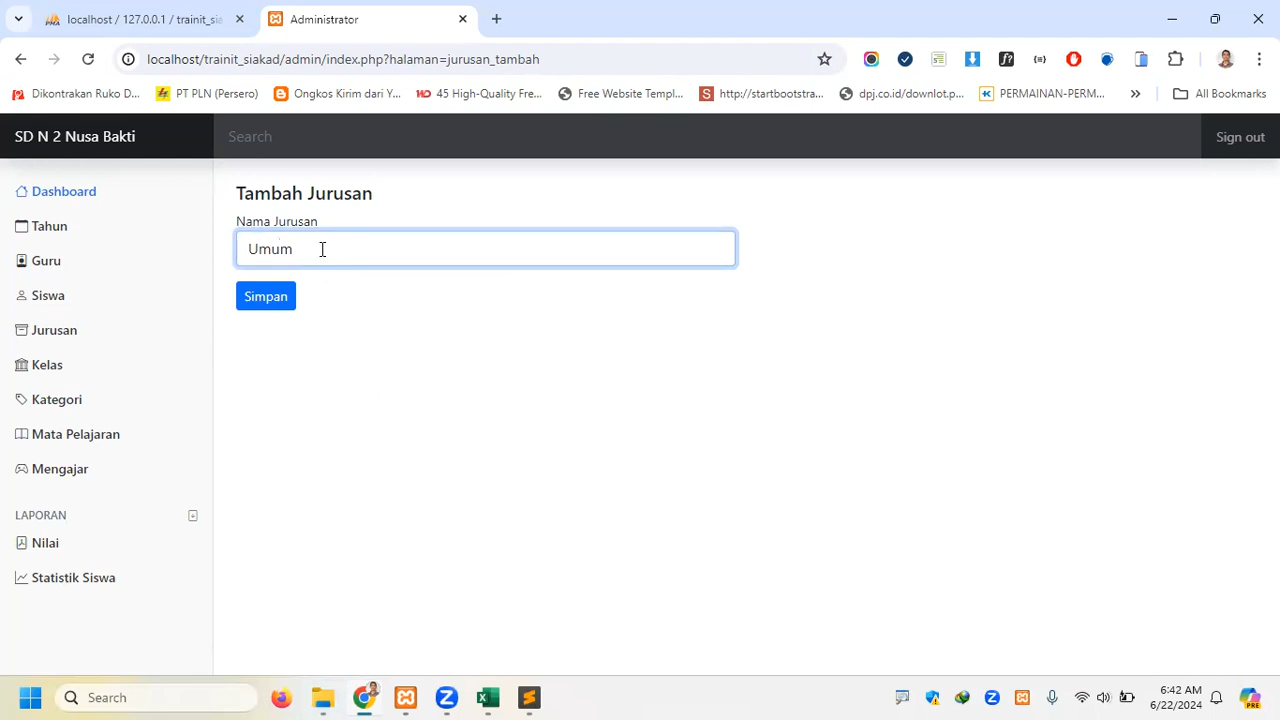 localhost / 127.0.0.1 / trainit_sia
Administrator
localhost/trainit_siakad/admin/index.php?halaman=jurusan_tambah
Dikontrakan Ruko D...
PT PLN (Persero)
Ongkos Kirim dari Y...
45 High-Quality Fre...
Free Website Templ...
http://startbootstra...
dpj.co.id/downlot.p...
PERMAINAN-PERM...
All Bookmarks
SD N 2 Nusa Bakti
Search
Sign out
Dashboard
Tahun
Guru
Siswa
Jurusan
Kelas
Kategori
Mata Pelajaran
Mengajar
LAPORAN
Nilai
Statistik Siswa
Tambah Jurusan
Nama Jurusan
Umum
Simpan
Search
6:42 AM
6/22/2024